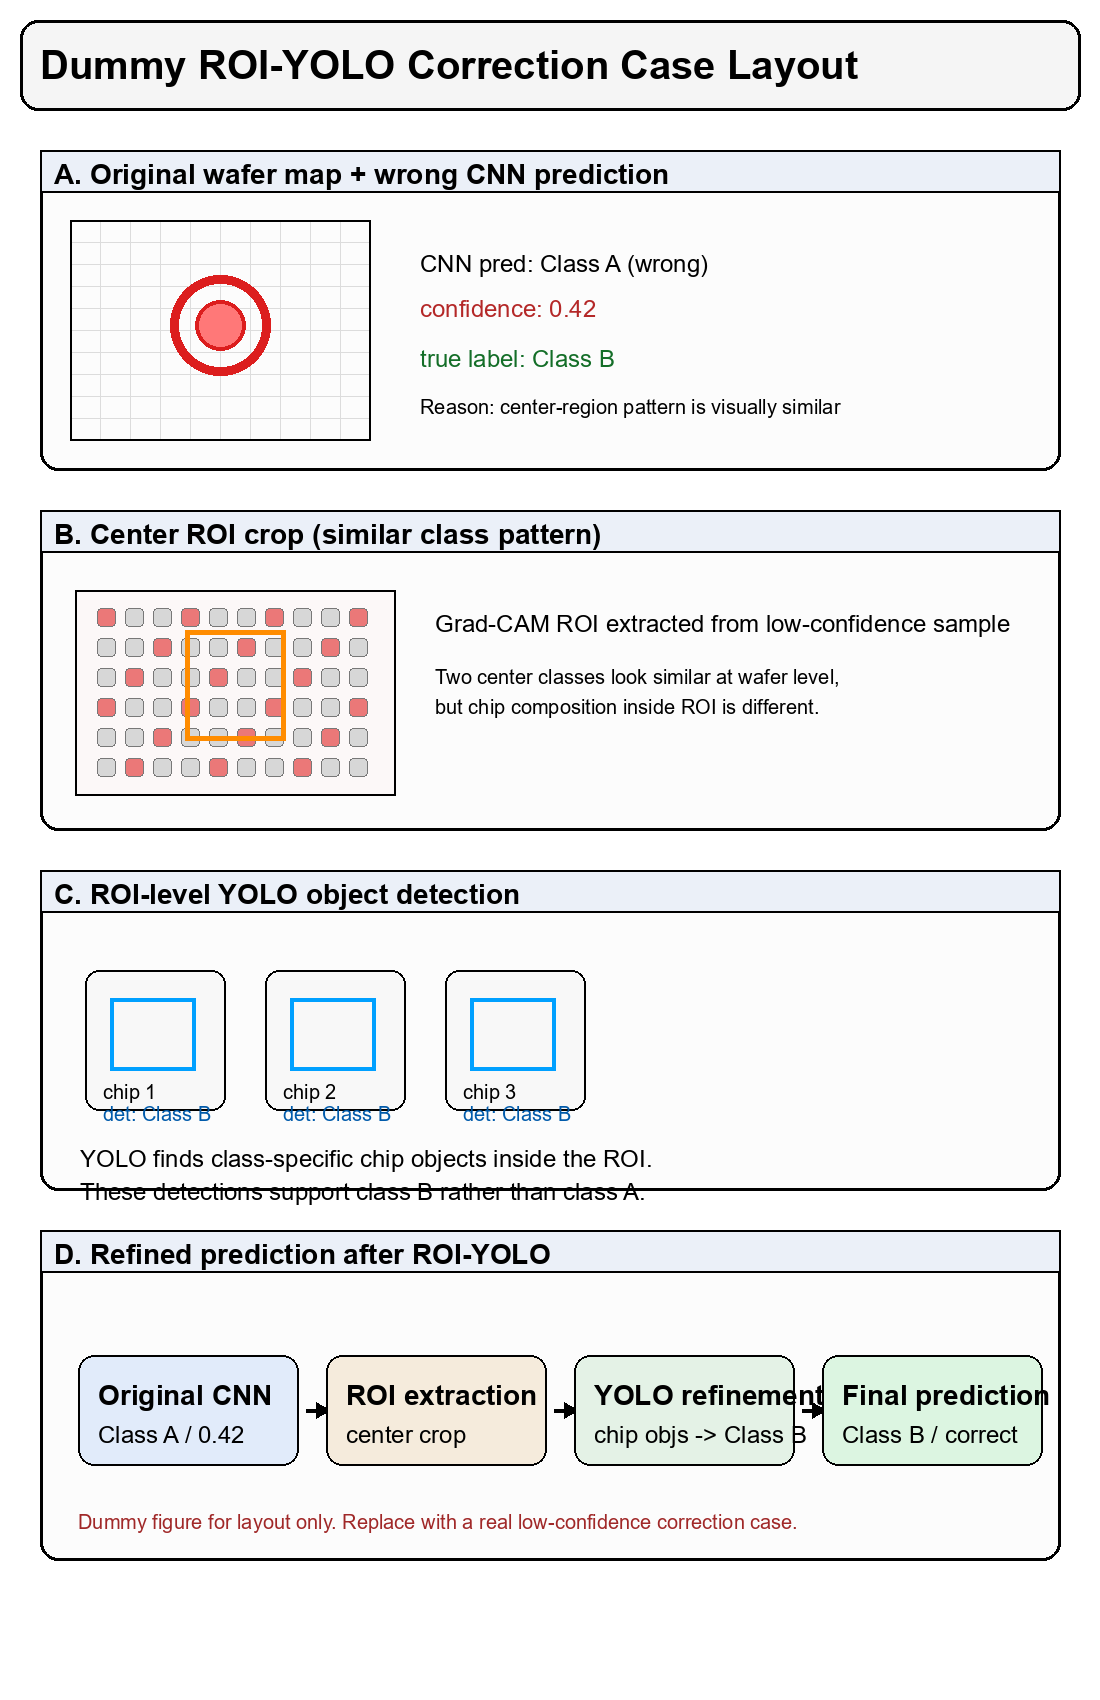 Dummy ROI-YOLO Correction Case Layout
A. Original wafer map + wrong CNN prediction
CNN pred: Class A (wrong)
confidence: 0.42
true label: Class B
Reason: center-region pattern is visually similar
B. Center ROI crop (similar class pattern)
Grad-CAM ROI extracted from low-confidence sample
Two center classes look similar at wafer level,
but chip composition inside ROI is different.
C. ROI-level YOLO object detection
chip 1
det: Class B
chip 2
det: Class B
chip 3
det: Class B
YOLO finds class-specific chip objects inside the ROI.
These detections support class B rather than class A.
D. Refined prediction after ROI-YOLO
Original CNN
Class A / 0.42
ROI extraction
center crop
YOLO refinement
chip objs -> Class B
Final prediction
Class B / correct
Dummy figure for layout only. Replace with a real low-confidence correction case.